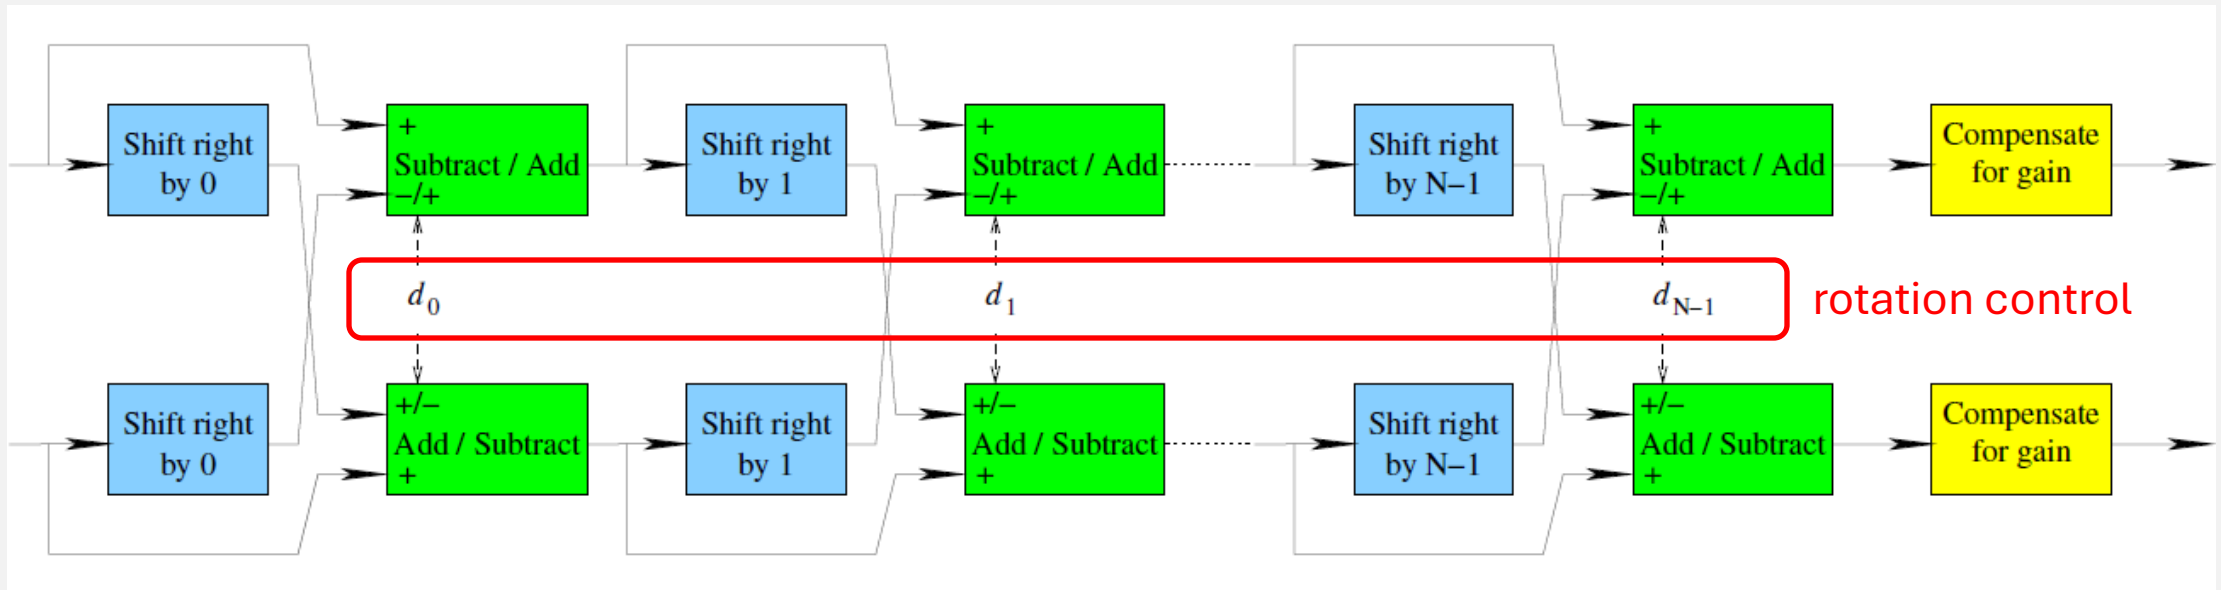 Shift right
by 0
+
Subtract / Add
−/+
Shift right
by 1
+
Subtract / Add
−/+
Shift right
by N−1
+
Subtract / Add
−/+
Compensate
for gain
d0
d1
dN−1
rotation control
Shift right
by 0
+/−
Add / Subtract
+
Shift right
by 1
+/−
Add / Subtract
+
Shift right
by N−1
+/−
Add / Subtract
+
Compensate
for gain